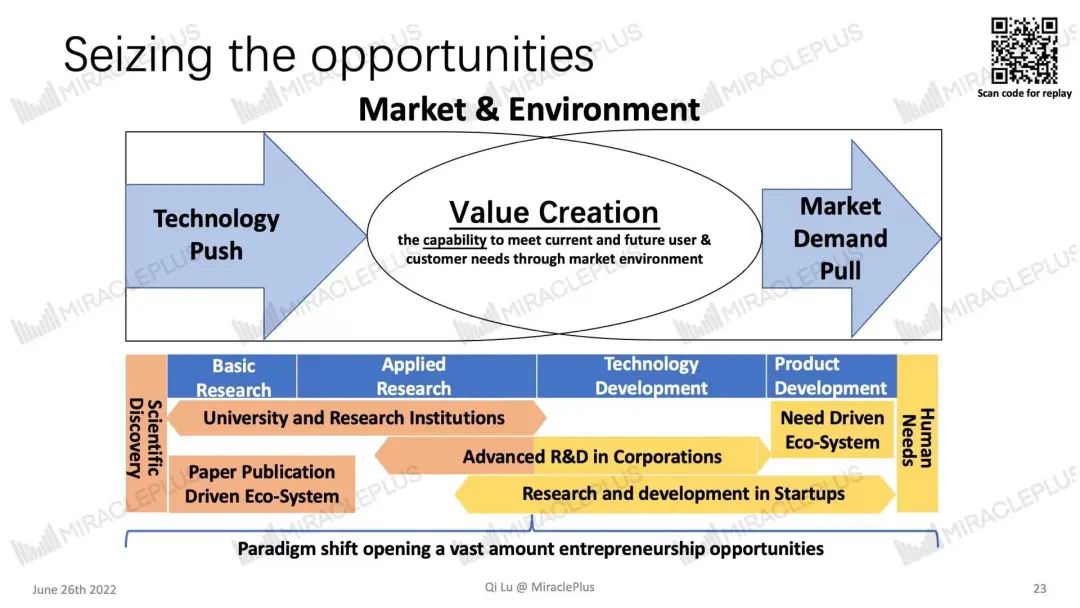 Seizing the opportunities
Scan code for replay
Market & Environment
Technology
Push
Value Creation
the capability to meet current and future user &
customer needs through market environment
Market
Demand
Pull
Scientific
Discovery
Basic
Research
Applied
Research
Technology
Development
Product
Development
Human
Needs
University and Research Institutions
Need Driven
Eco-System
Advanced R&D in Corporations
Paper Publication
Driven Eco-System
Research and development in Startups
Paradigm shift opening a vast amount entrepreneurship opportunities
June 26th 2022
Qi Lu @ MiraclePlus
23
MIRACLEPLUS